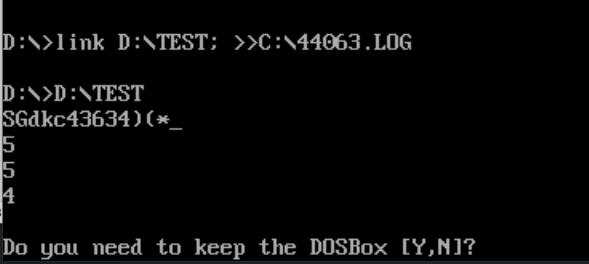 D:\>link D:\TEST; >>C:\44063.LOG
D:\>D:\TEST
SGdkc43634)(*_
5
5
4
Do you need to keep the DOSBox [Y,N]?